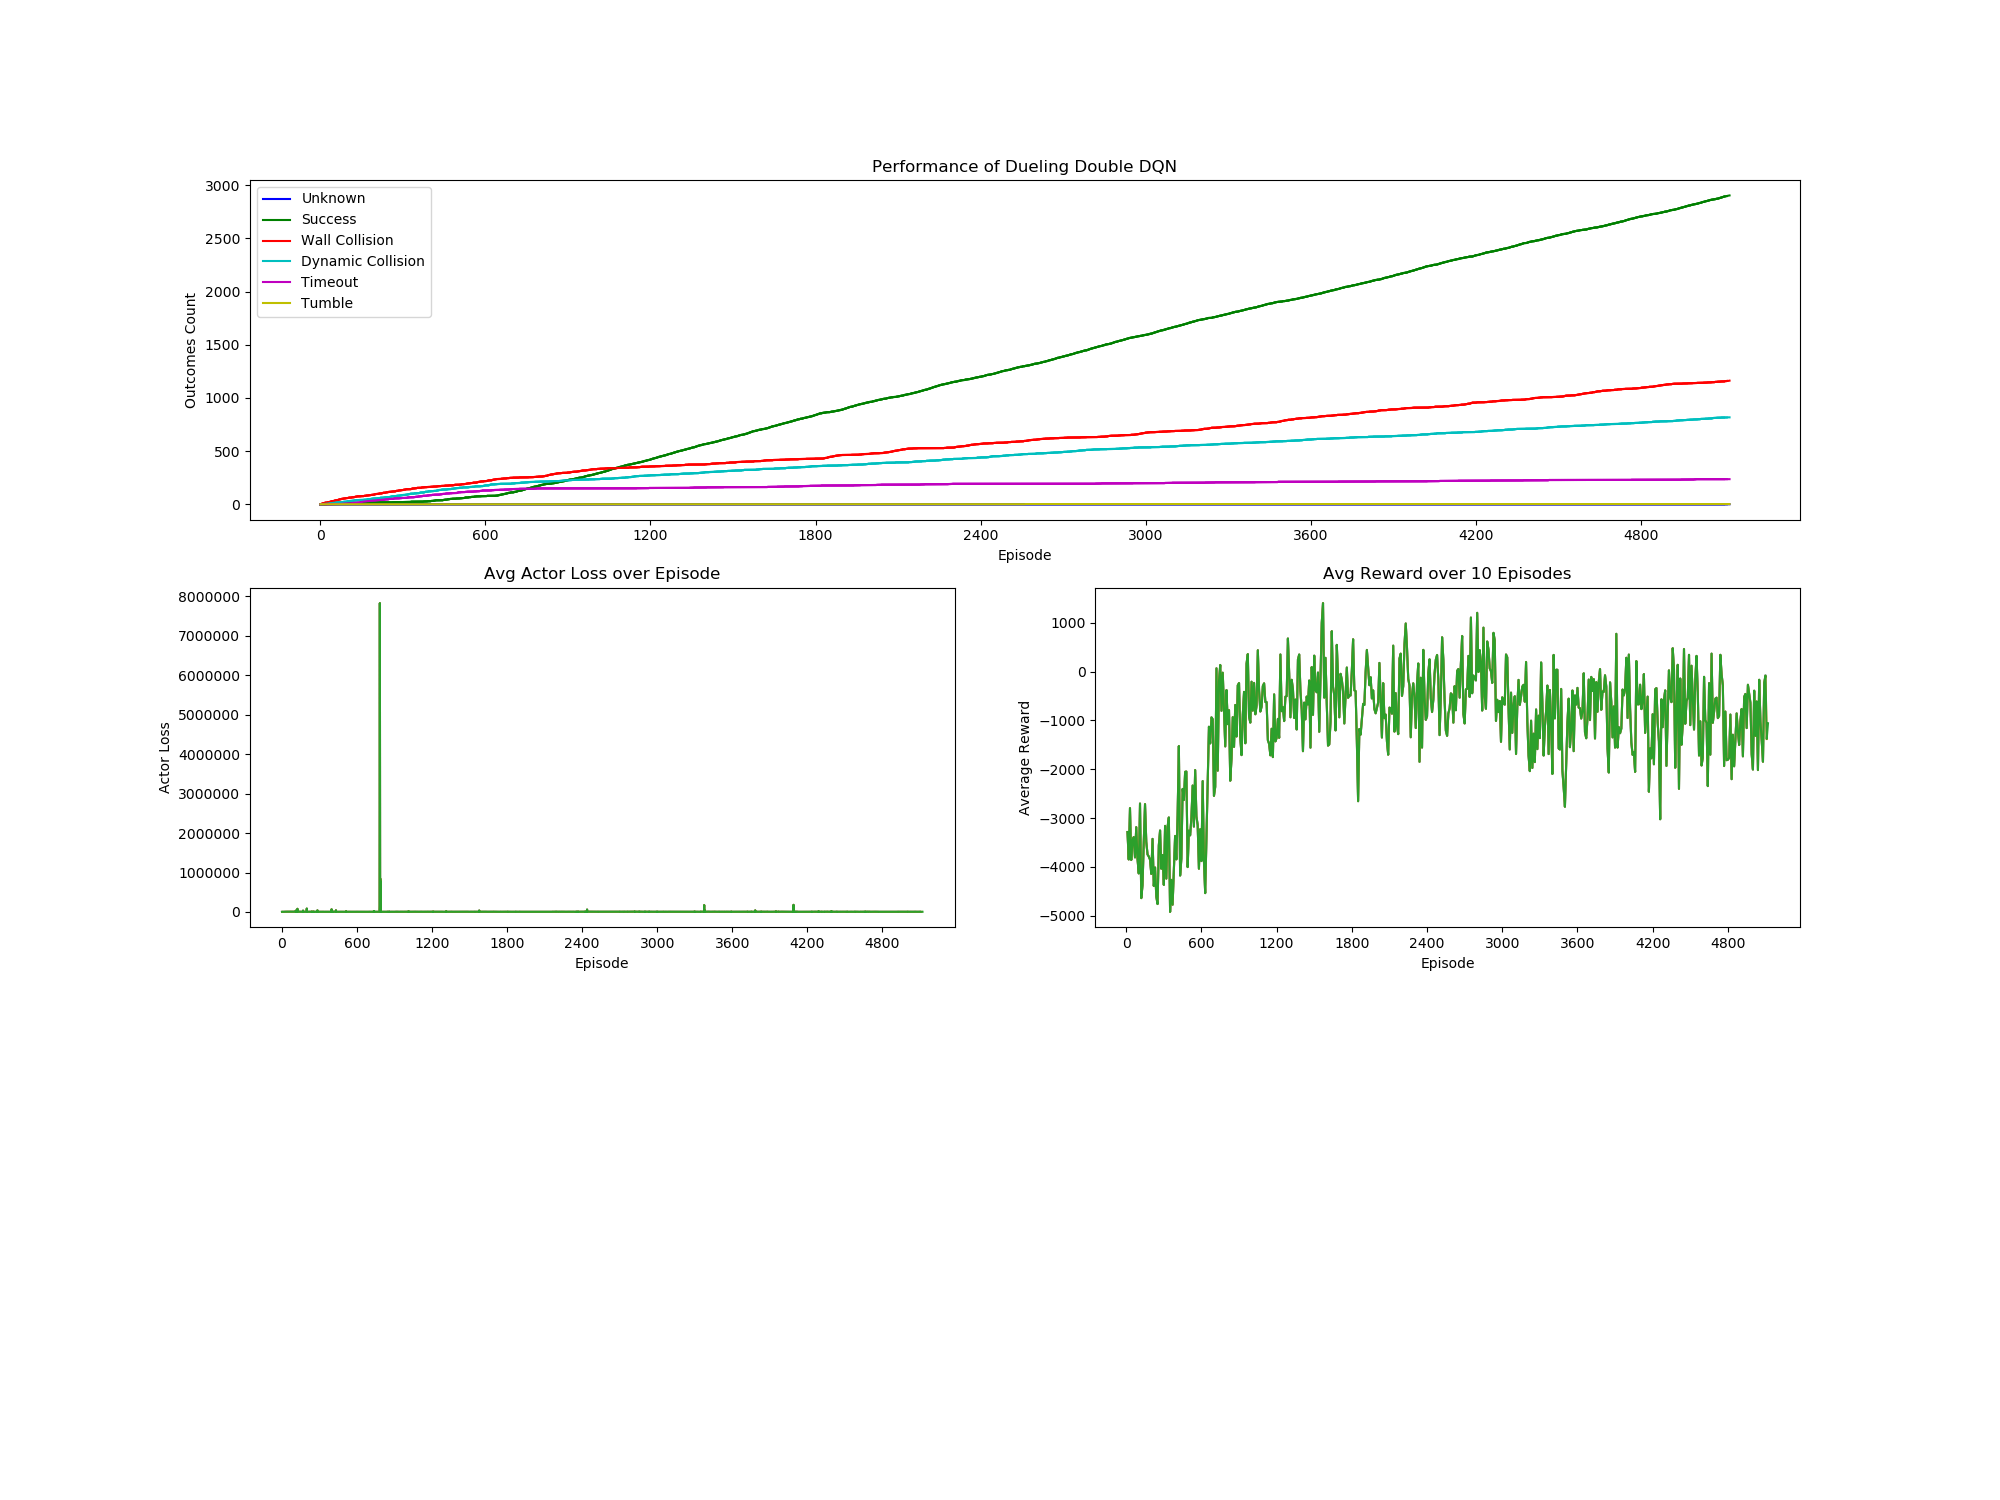 Performance of Dueling Double DQN
3000
2500
2000
1500
1000
500
0
Outcomes Count
Unknown
Success
Wall Collision
Dynamic Collision
Timeout
Tumble
0 600 1200 1800 2400 3000 3600 4200 4800
Episode
Avg Actor Loss over Episode
8000000
7000000
6000000
5000000
4000000
3000000
2000000
1000000
0
Actor Loss
0 600 1200 1800 2400 3000 3600 4200 4800
Episode
Avg Reward over 10 Episodes
1000
0
−1000
−2000
−3000
−4000
−5000
Average Reward
0 600 1200 1800 2400 3000 3600 4200 4800
Episode